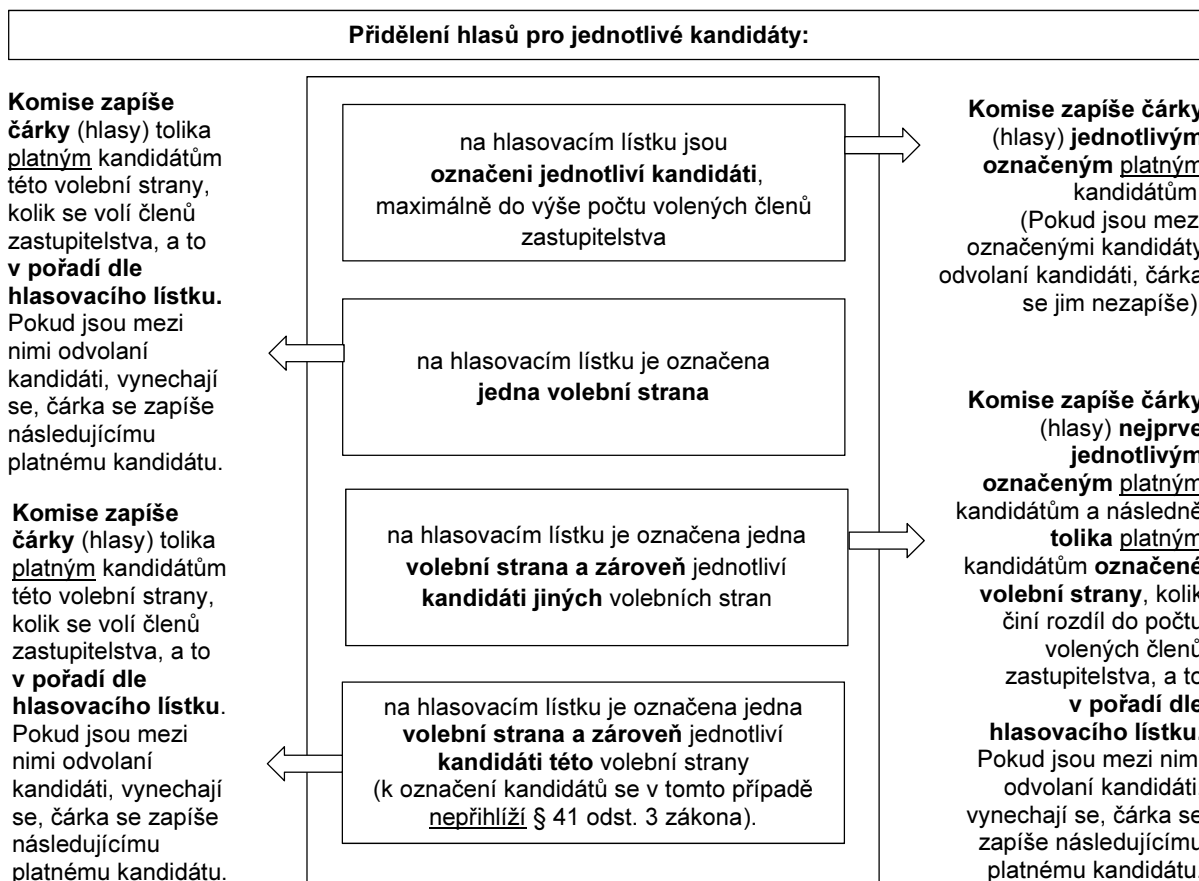 Přidělení hlasů pro jednotlivé kandidáty:
Komise zapíše
čárky (hlasy) tolika
platným kandidátům
této volební strany,
kolik se volí členů
zastupitelstva, a to
v pořadí dle
hlasovacího lístku.
Pokud jsou mezi
nimi odvolaní
kandidáti, vynechají
se, čárka se zapíše
následujícímu
platnému kandidátu.
Komise zapíše
čárky (hlasy) tolika
platným kandidátům
této volební strany,
kolik se volí členů
zastupitelstva, a to
v pořadí dle
hlasovacího lístku.
Pokud jsou mezi
nimi odvolaní
kandidáti, vynechají
se, čárka se zapíše
následujícímu
platnému kandidátu.
na hlasovacím lístku jsou
označeni jednotliví kandidáti,
maximálně do výše počtu volených členů
zastupitelstva
na hlasovacím lístku je označena
jedna volební strana
na hlasovacím lístku je označena jedna
volební strana a zároveň jednotliví
kandidáti jiných volebních stran
na hlasovacím lístku je označena jedna
volební strana a zároveň jednotliví
kandidáti této volební strany
(k označení kandidátů se v tomto případě
nepřihlíží § 41 odst. 3 zákona).
Komise zapíše čárky
(hlasy) jednotlivým
označeným platným
kandidátům
(Pokud jsou mezi
označenými kandidáty
odvolaní kandidáti, čárka
se jim nezapíše)
Komise zapíše čárky
(hlasy) nejprve
jednotlivým
označeným platným
kandidátům a následně
tolika platným
kandidátům označené
volební strany, kolik
činí rozdíl do počtu
volených členů
zastupitelstva, a to
v pořadí dle
hlasovacího lístku.
Pokud jsou mezi nimi
odvolaní kandidáti,
vynechají se, čárka se
zapíše následujícímu
platnému kandidátu.